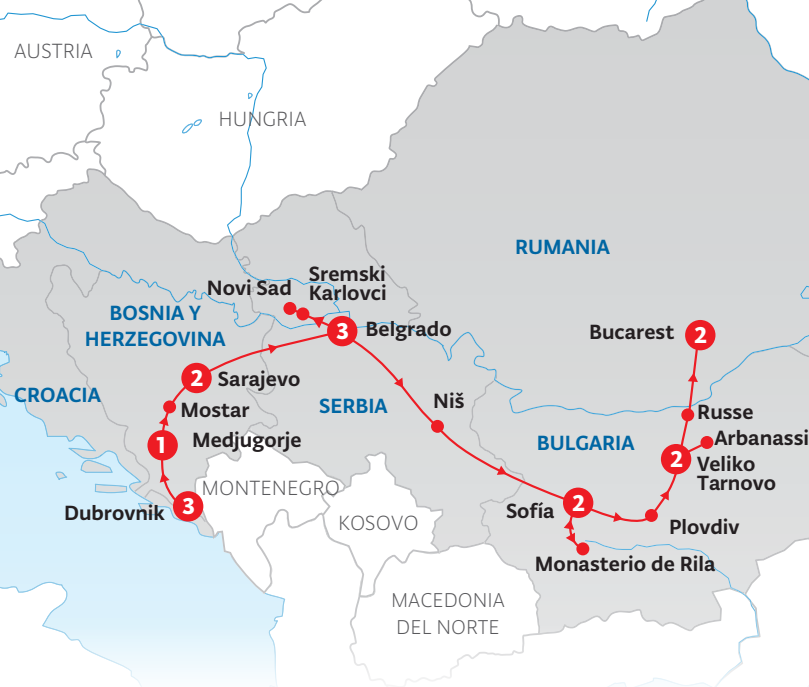 AUSTRIA
HUNGRIA
RUMANIA
Sremski
Karlovci
Novi Sad
BOSNIA Y
HERZEGOVINA
3
Belgrado
Bucarest
2
2
Sarajevo
CROACIA
Mostar
SERBIA
Niš
Russe
Arbanassi
1
Medjugorje
BULGARIA
2
Veliko
Tarnovo
MONTENEGRO
Dubrovnik
3
KOSOVO
Sofía
2
Plovdiv
Monasterio de Rila
MACEDONIA
DEL NORTE